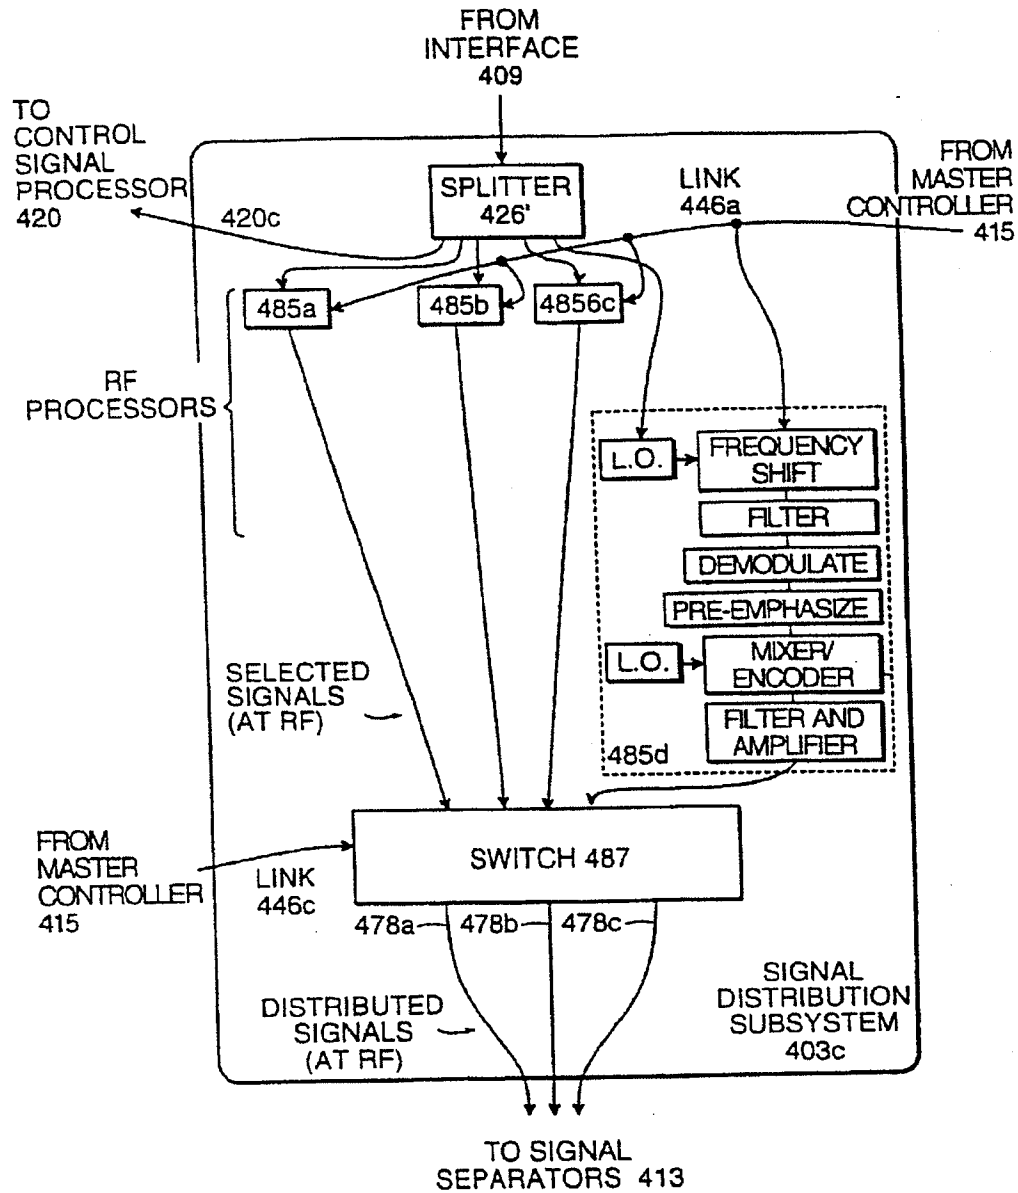 FROM
INTERFACE
409
TO
CONTROL
SIGNAL
PROCESSOR
420
420c
SPLITTER
426'
LINK
446a
FROM
MASTER
CONTROLLER
415
485a
485b
4856c
RF
PROCESSORS
L.O.
FREQUENCY
SHIFT
FILTER
DEMODULATE
PRE-EMPHASIZE
L.O.
MIXER/
ENCODER
FILTER AND
AMPLIFIER
485d
SELECTED
SIGNALS
(AT RF)
FROM
MASTER
CONTROLLER
415
LINK
446c
SWITCH 487
478a
478b
478c
DISTRIBUTED
SIGNALS
(AT RF)
SIGNAL
DISTRIBUTION
SUBSYSTEM
403c
TO SIGNAL
SEPARATORS 413